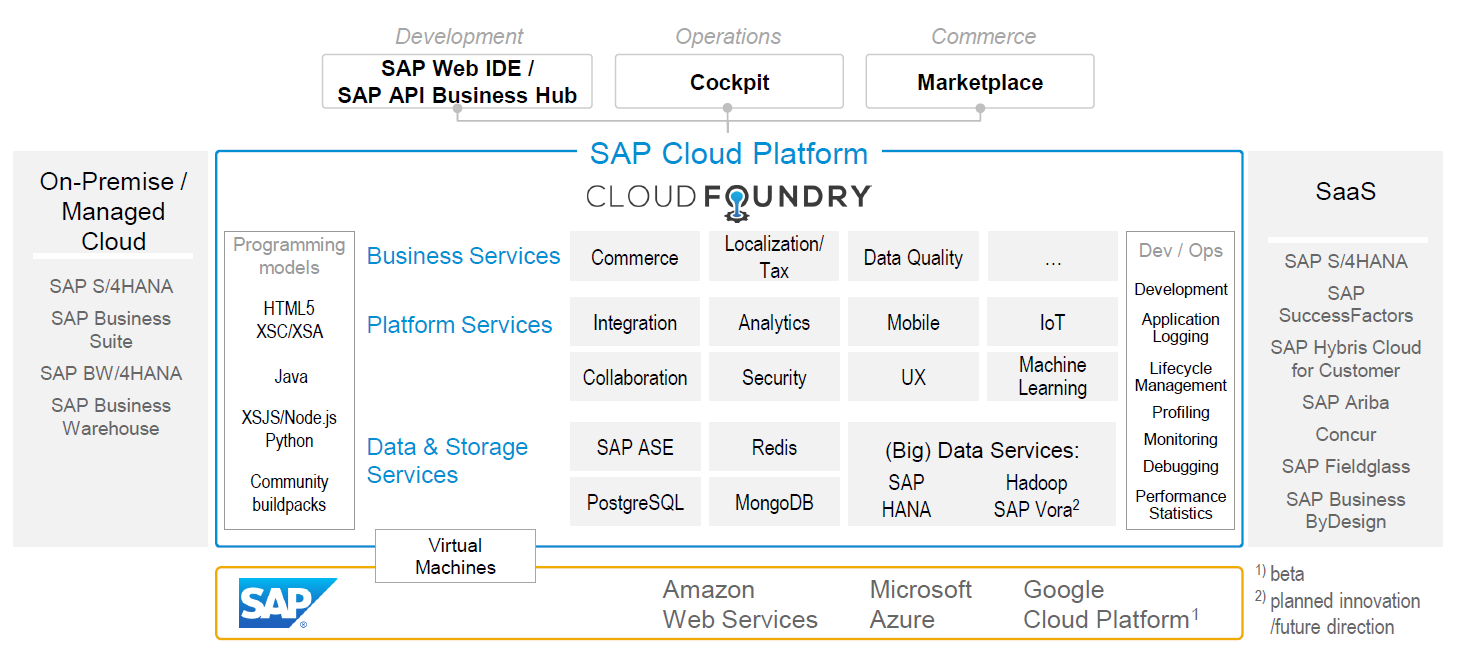 Development
Operations
Commerce
SAP Web IDE /
SAP API Business Hub
Cockpit
Marketplace
SAP Cloud Platform
CLOUD FOUNDRY
On-Premise /
Managed
Cloud
SAP S/4HANA
SAP Business
Suite
SAP BW/4HANA
SAP Business
Warehouse
Programming
models
HTML5
XSC/XSA
Java
XSJS/Node.js
Python
Community
buildpacks
Business Services
Commerce
Localization/
Tax
Data Quality
...
Platform Services
Integration
Analytics
Mobile
IoT
Collaboration
Security
UX
Machine
Learning
Data & Storage
Services
SAP ASE
Redis
PostgreSQL
MongoDB
(Big) Data Services:
SAP
HANA
Hadoop
SAP Vora²
Dev / Ops
Development
Application
Logging
Lifecycle
Management
Profiling
Monitoring
Debugging
Performance
Statistics
SaaS
SAP S/4HANA
SAP
SuccessFactors
SAP Hybris Cloud
for Customer
SAP Ariba
Concur
SAP Fieldglass
SAP Business
ByDesign
Virtual
Machines
SAP®
Amazon
Web Services
Microsoft
Azure
Google
Cloud Platform¹
¹⁾ beta
²⁾ planned innovation
/future direction